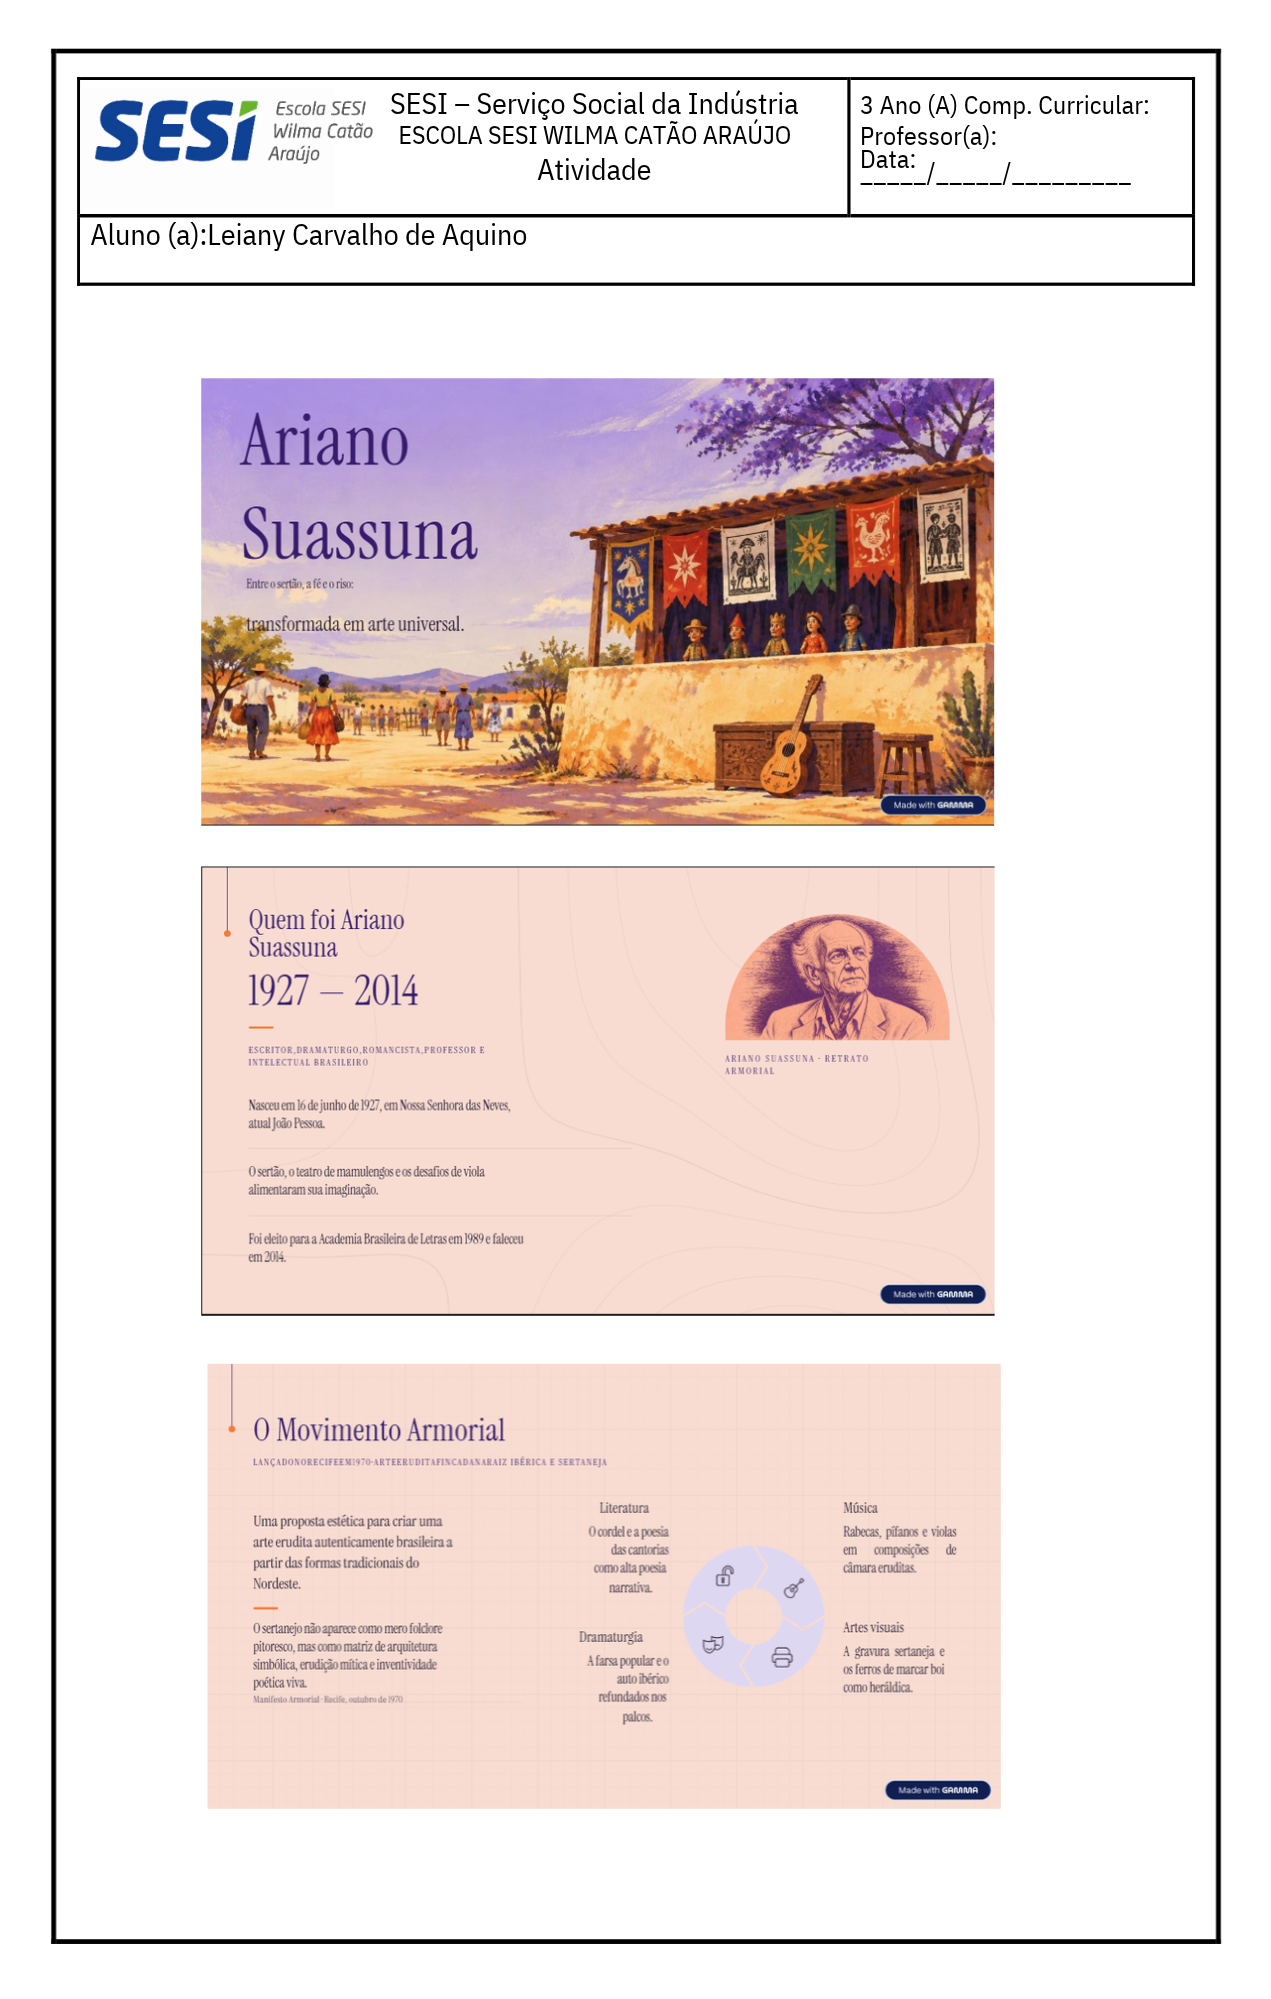 SESI
Escola SESI
Wilma Catão
Araújo
SESI – Serviço Social da Indústria
ESCOLA SESI WILMA CATÃO ARAÚJO
Atividade
3 Ano (A) Comp. Curricular:
Professor(a):
Data:
_____/_____/_________
Aluno (a):Leiany Carvalho de Aquino
Ariano
Suassuna
Entre o sertão, a fé e o riso:
transformada em arte universal.
Made with GAMMA
Quem foi Ariano
Suassuna
1927 — 2014
ESCRITOR,DRAMATURGO,ROMANCISTA,PROFESSOR E
INTELECTUAL BRASILEIRO
ARIANO SUASSUNA · RETRATO
ARMORIAL
Nasceu em 16 de junho de 1927, em Nossa Senhora das Neves,
atual João Pessoa.
O sertão, o teatro de mamulengos e os desafios de viola
alimentaram sua imaginação.
Foi eleito para a Academia Brasileira de Letras em 1989 e faleceu
em 2014.
Made with GAMMA
O Movimento Armorial
LANÇADONORECIFEEM1970·ARTEERUDITAFINCADANARAIZ IBÉRICA E SERTANEJA
Uma proposta estética para criar uma
arte erudita autenticamente brasileira a
partir das formas tradicionais do
Nordeste.
O sertanejo não aparece como mero folclore
pitoresco, mas como matriz de arquitetura
simbólica, erudição mítica e inventividade
poética viva.
Manifesto Armorial · Recife, outubro de 1970
Literatura
O cordel e a poesia
das cantorias
como alta poesia
narrativa.
Dramaturgia
A farsa popular e o
auto ibérico
refundados nos
palcos.
Música
Rabecas, pífanos e violas
em composições de
câmara eruditas.
Artes visuais
A gravura sertaneja e
os ferros de marcar boi
como heráldica.
Made with GAMMA